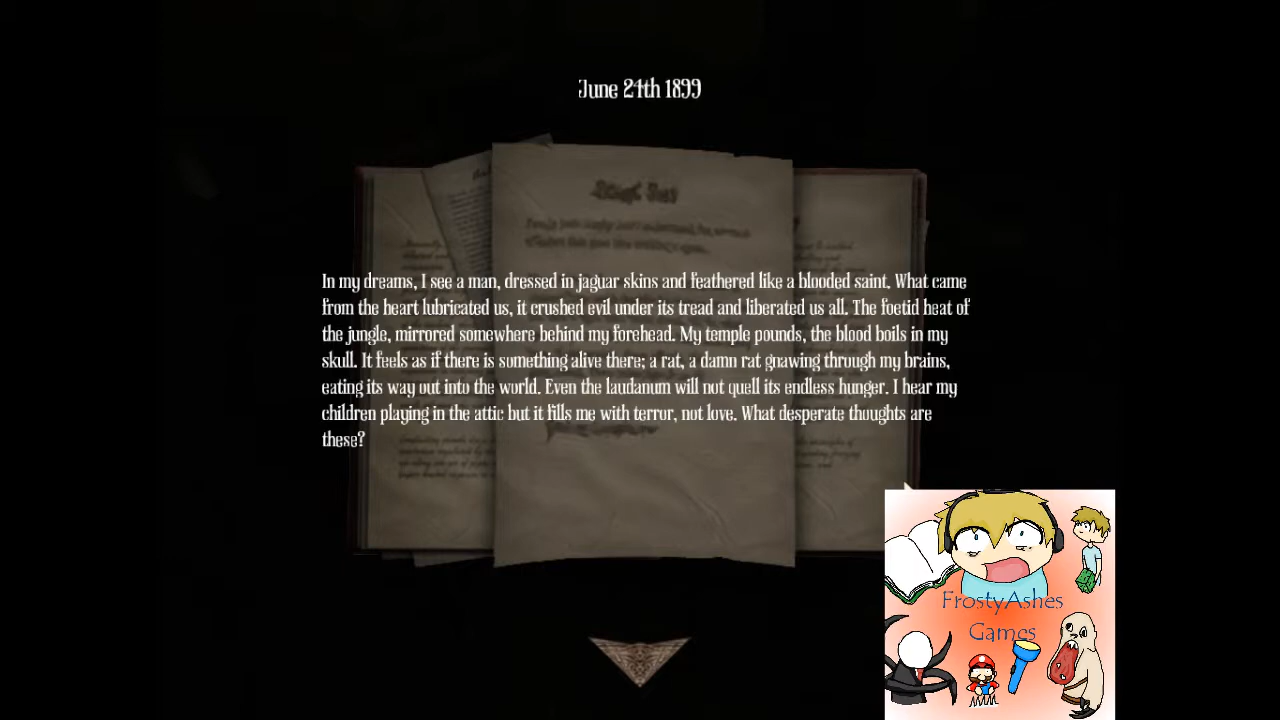 June 24th 1899
In my dreams, I see a man, dressed in jaguar skins and feathered like a blooded saint. What came
from the heart lubricated us, it crushed evil under its tread and liberated us all. The foetid heat of
the jungle, mirrored somewhere behind my forehead. My temple pounds, the blood boils in my
skull. It feels as if there is something alive there; a rat, a damn rat gnawing through my brains,
eating its way out into the world. Even the laudanum will not quell its endless hunger. I hear my
children playing in the attic but it fills me with terror, not love. What desperate thoughts are
these?
FrostyAshes
Games